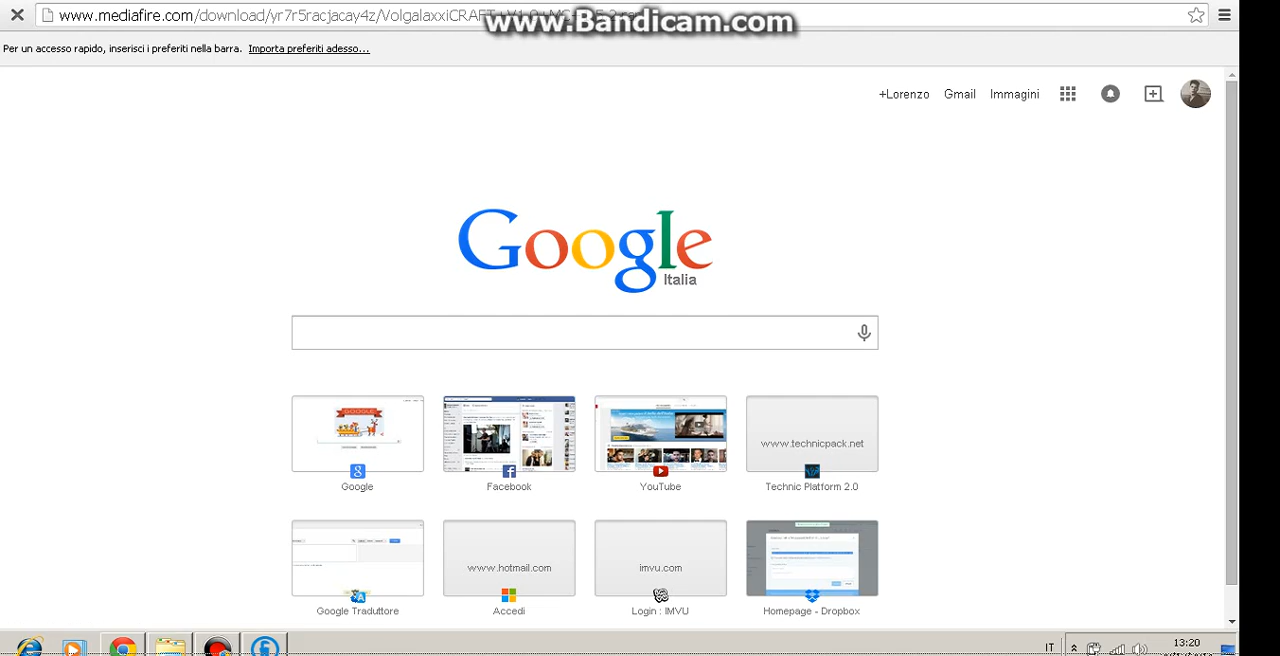 www.Bandicam.com
www.mediafire.com/download/yr7r5racjacay4z/VolgalaxxiCRAFT
Per un accesso rapido, inserisci i preferiti nella barra. Importa preferiti adesso...
+Lorenzo Gmail Immagini
Google
Italia
www.technicpack.net
Google Facebook YouTube Technic Platform 2.0
www.hotmail.com imvu.com
Google Traduttore Accedi Login : IMVU Homepage - Dropbox
IT 13:20